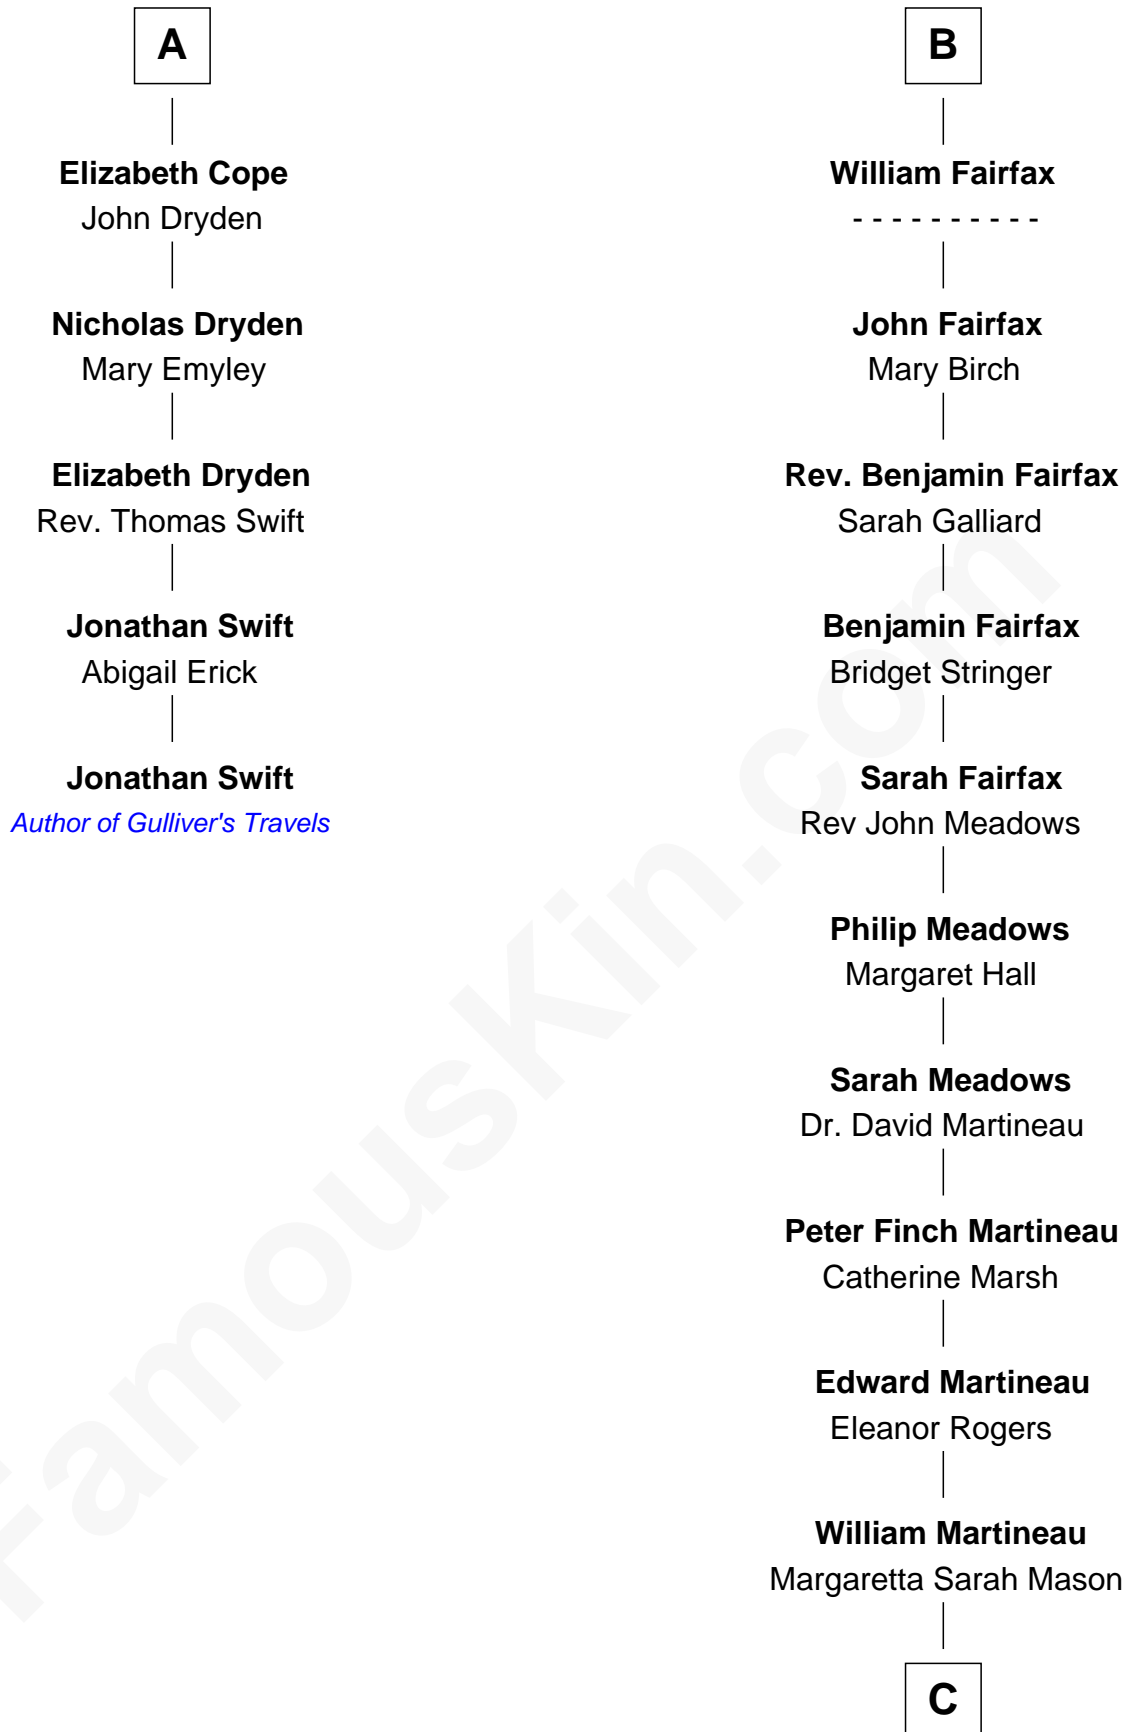 A
Elizabeth Cope
John Dryden
Nicholas Dryden
Mary Emyley
Elizabeth Dryden
Rev. Thomas Swift
Jonathan Swift
Abigail Erick
Jonathan Swift
Author of Gulliver's Travels
B
William Fairfax
- - - - - - - - - -
John Fairfax
Mary Birch
Rev. Benjamin Fairfax
Sarah Galliard
Benjamin Fairfax
Bridget Stringer
Sarah Fairfax
Rev John Meadows
Philip Meadows
Margaret Hall
Sarah Meadows
Dr. David Martineau
Peter Finch Martineau
Catherine Marsh
Edward Martineau
Eleanor Rogers
William Martineau
Margaretta Sarah Mason
C
FamousKin.com